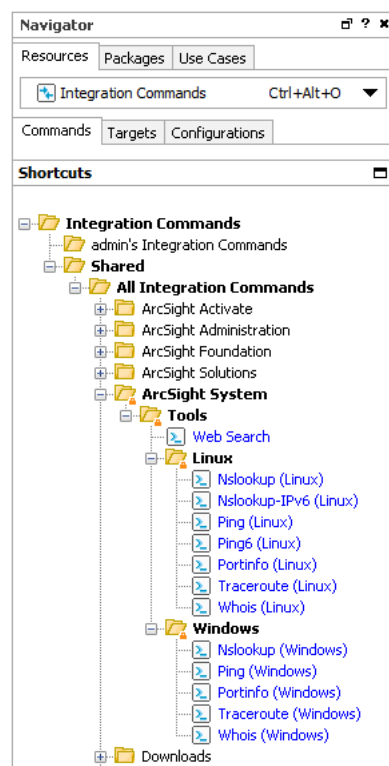 Navigator
Resources Packages Use Cases
Integration Commands Ctrl+Alt+O
Commands Targets Configurations
Shortcuts
Integration Commands
admin's Integration Commands
Shared
All Integration Commands
ArcSight Activate
ArcSight Administration
ArcSight Foundation
ArcSight Solutions
ArcSight System
Tools
Web Search
Linux
Nslookup (Linux)
Nslookup-IPv6 (Linux)
Ping (Linux)
Ping6 (Linux)
Portinfo (Linux)
Traceroute (Linux)
Whois (Linux)
Windows
Nslookup (Windows)
Ping (Windows)
Portinfo (Windows)
Traceroute (Windows)
Whois (Windows)
Downloads